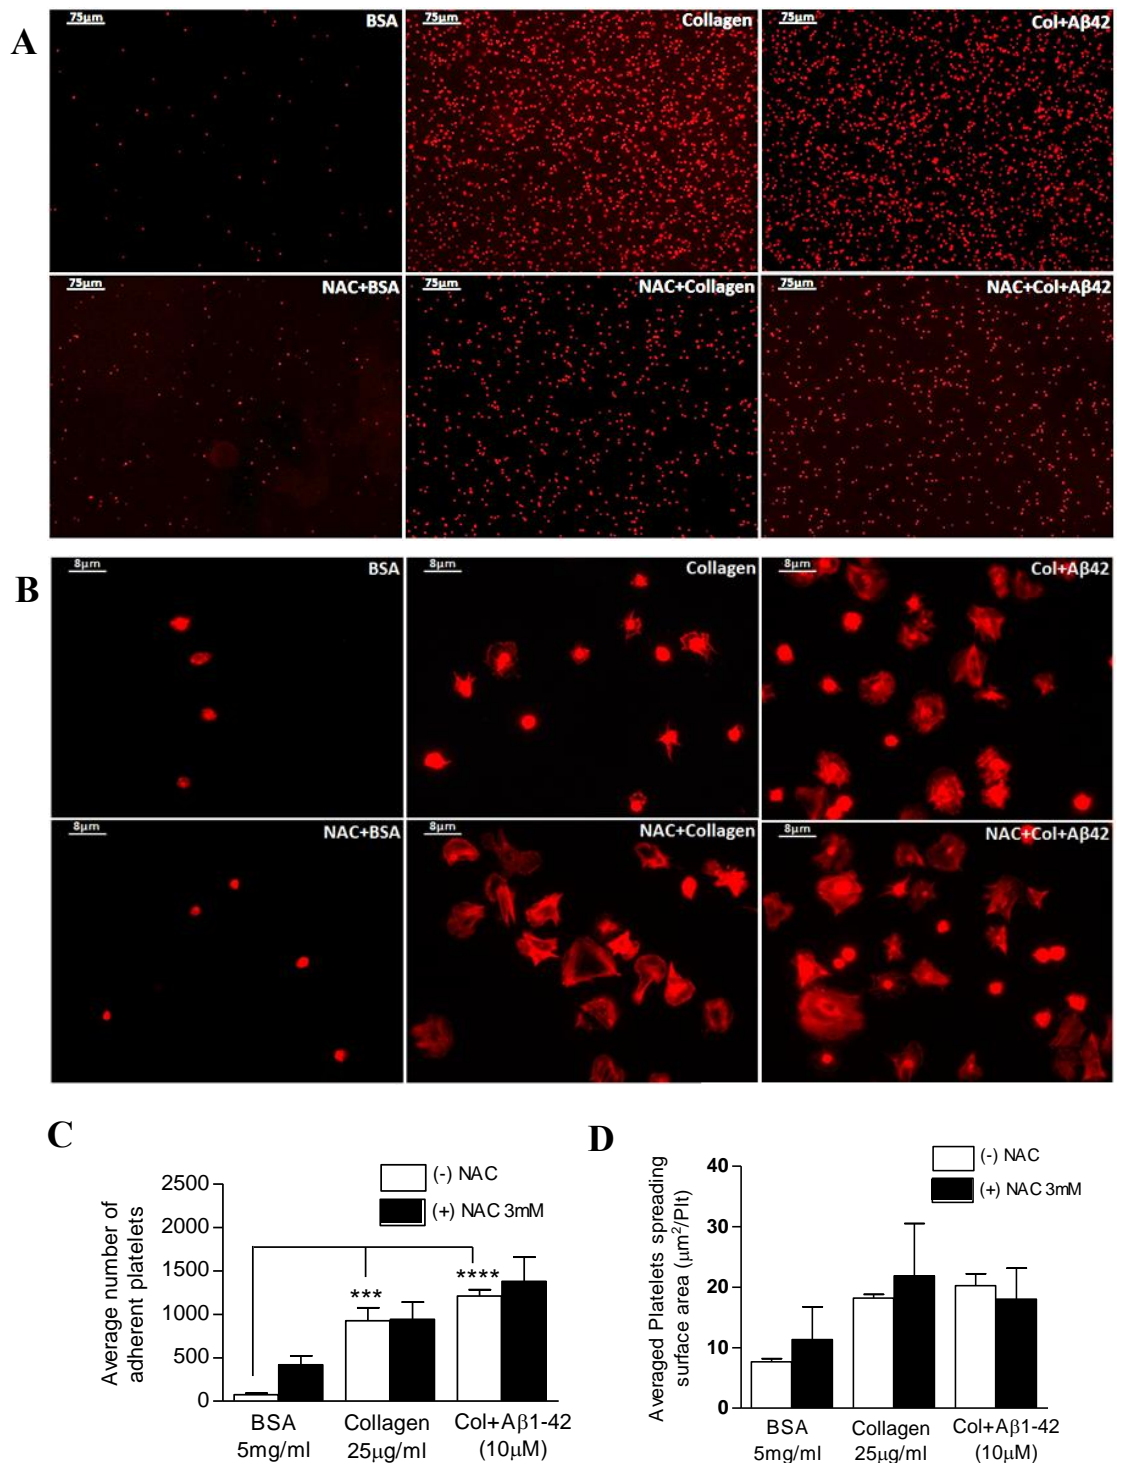 A
75μm
BSA
75μm
Collagen
75μm
Col+Aβ42
75μm
NAC+BSA
75μm
NAC+Collagen
75μm
NAC+Col+Aβ42
B
8μm
BSA
8μm
Collagen
8μm
Col+Aβ42
8μm
NAC+BSA
8μm
NAC+Collagen
8μm
NAC+Col+Aβ42
C
Average number of
adherent platelets
2500
2000
1500
1000
500
0
(-) NAC
(+) NAC 3mM
***
****
BSA
5mg/ml
Collagen
25μg/ml
Col+Aβ1-42
(10μM)
D
Averaged Platelets spreading
surface area (μm²/Plt)
40
30
20
10
0
(-) NAC
(+) NAC 3mM
BSA
5mg/ml
Collagen
25μg/ml
Col+Aβ1-42
(10μM)